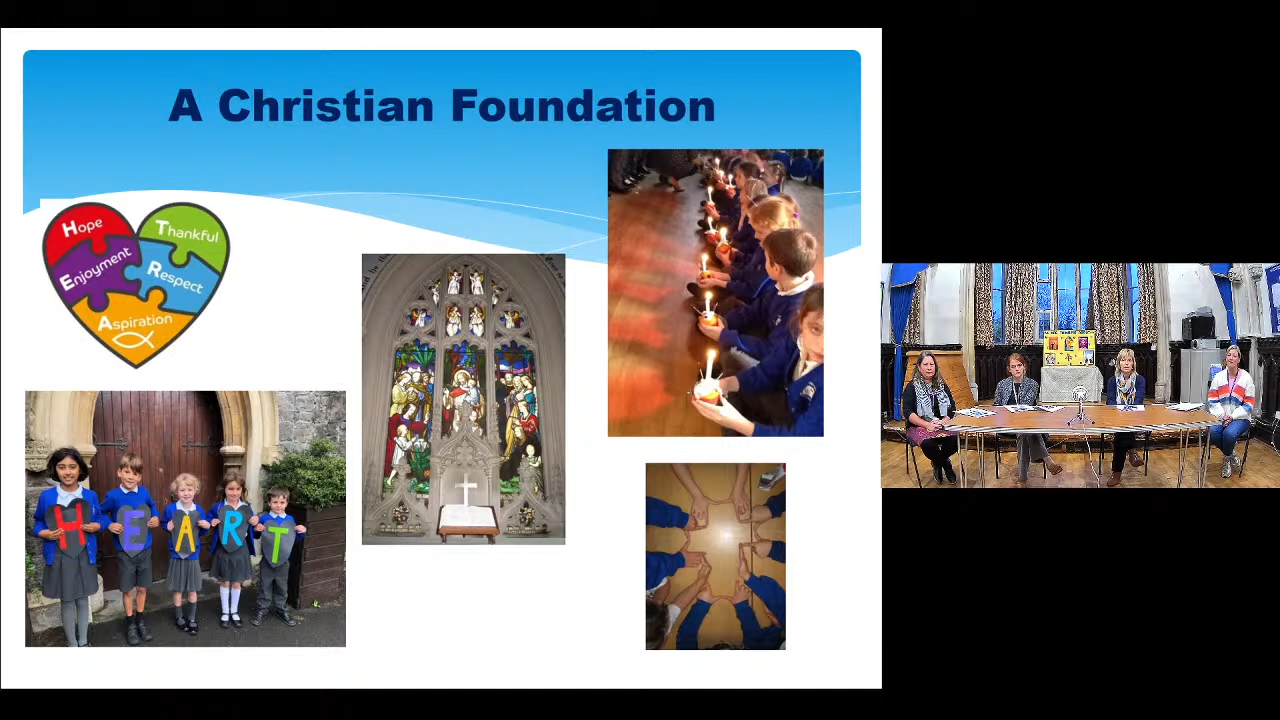 A Christian Foundation
Hope
Thankful
Enjoyment
Respect
Aspiration
H E A R T